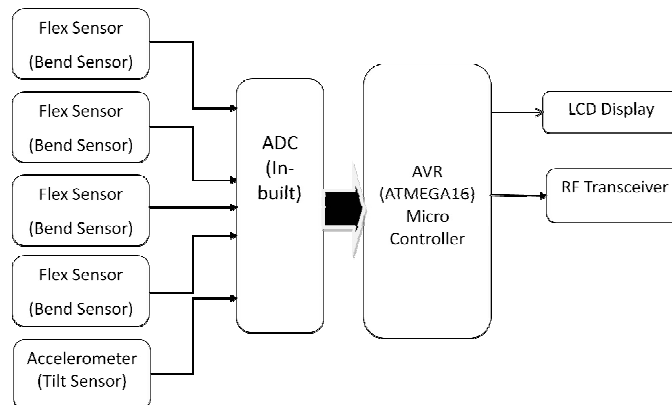 Flex Sensor
(Bend Sensor)
Flex Sensor
(Bend Sensor)
Flex Sensor
(Bend Sensor)
Flex Sensor
(Bend Sensor)
Accelerometer
(Tilt Sensor)
ADC
(In-
built)
AVR
(ATMEGA16)
Micro
Controller
LCD Display
RF Transceiver